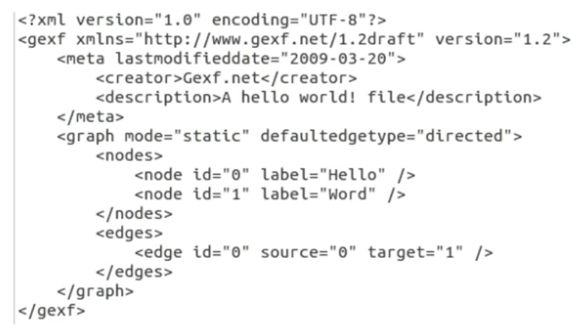 <?xml version="1.0" encoding="UTF-8"?>
<gexf xmlns="http://www.gexf.net/1.2draft" version="1.2">
    <meta lastmodifieddate="2009-03-20">
        <creator>Gexf.net</creator>
        <description>A hello world! file</description>
    </meta>
    <graph mode="static" defaultedgetype="directed">
        <nodes>
            <node id="0" label="Hello" />
            <node id="1" label="Word" />
        </nodes>
        <edges>
            <edge id="0" source="0" target="1" />
        </edges>
    </graph>
</gexf>